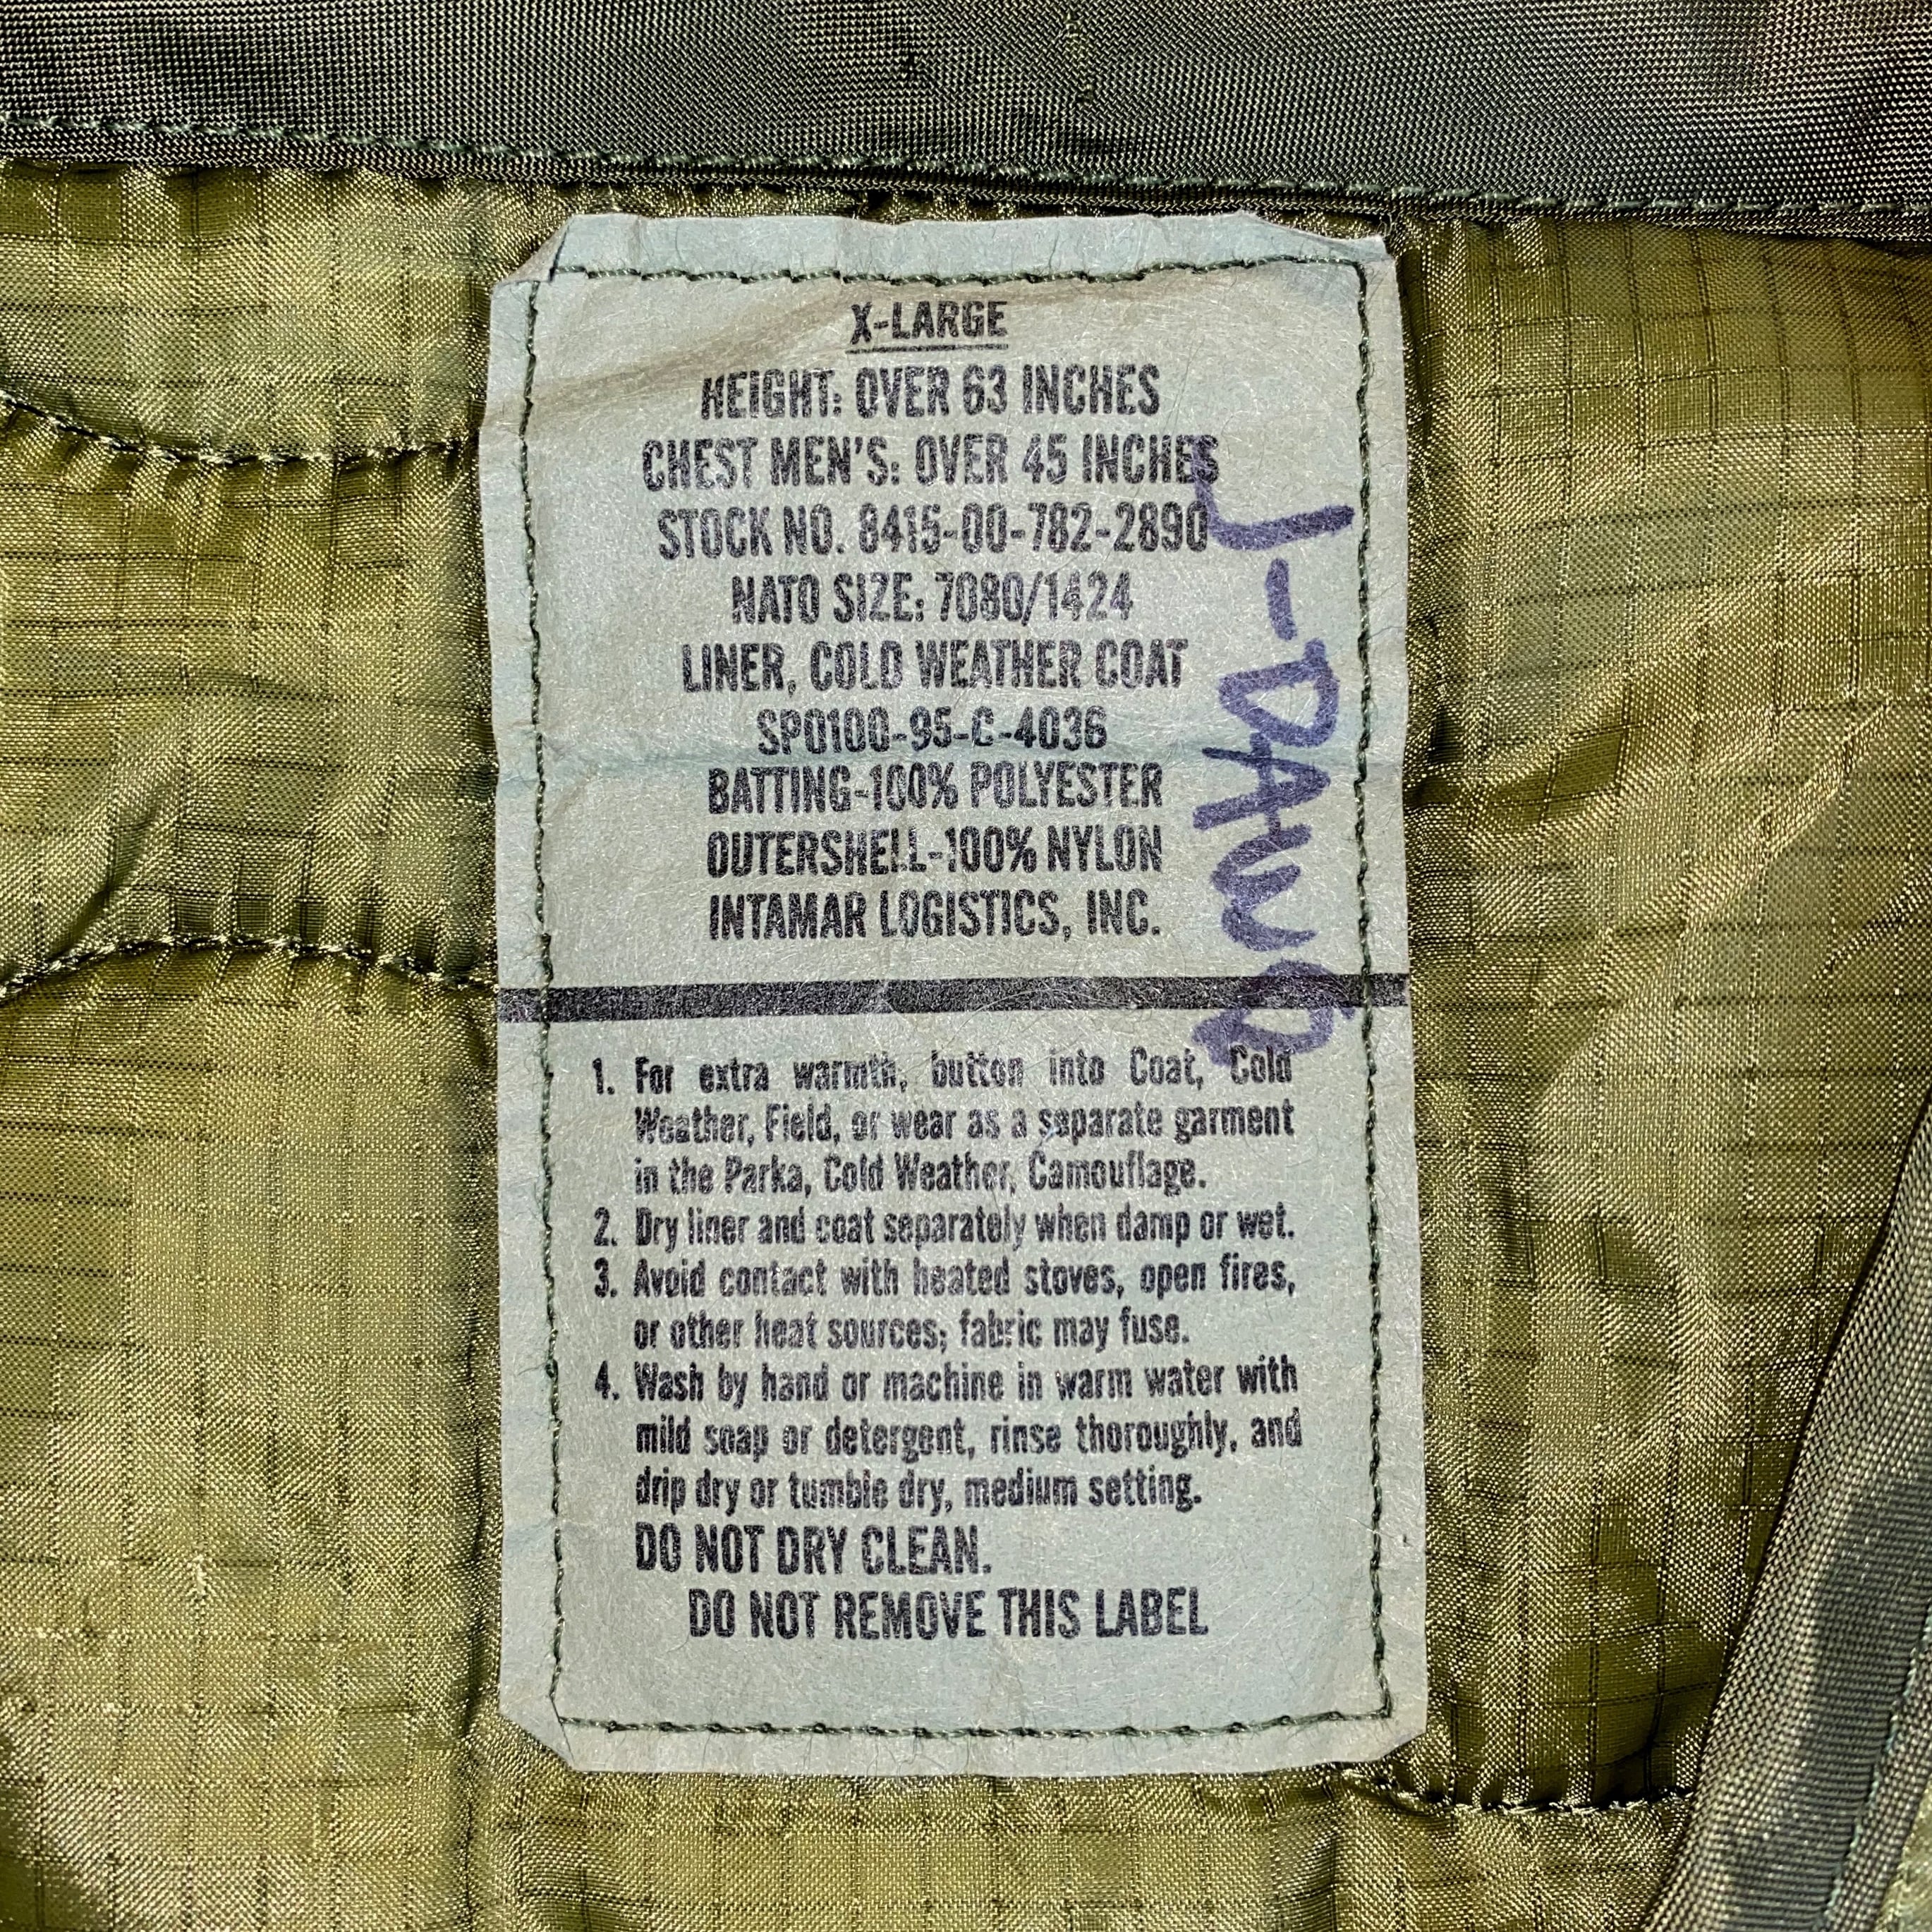 X-LARGE
HEIGHT: OVER 63 INCHES
CHEST MEN'S: OVER 45 INCHES
STOCK NO. 8415-00-782-2890
NATO SIZE: 7080/1424
LINER, COLD WEATHER COAT
SPO100-95-C-4036
BATTING-100% POLYESTER
OUTERSHELL-100% NYLON
INTAMAR LOGISTICS, INC.
1. For extra warmth, button into Coat, Cold
Weather, Field, or wear as a separate garment
in the Parka, Cold Weather, Camouflage.
2. Dry liner and coat separately when damp or wet.
3. Avoid contact with heated stoves, open fires,
or other heat sources; fabric may fuse.
4. Wash by hand or machine in warm water with
mild soap or detergent, rinse thoroughly, and
drip dry or tumble dry, medium setting.
DO NOT DRY CLEAN.
DO NOT REMOVE THIS LABEL